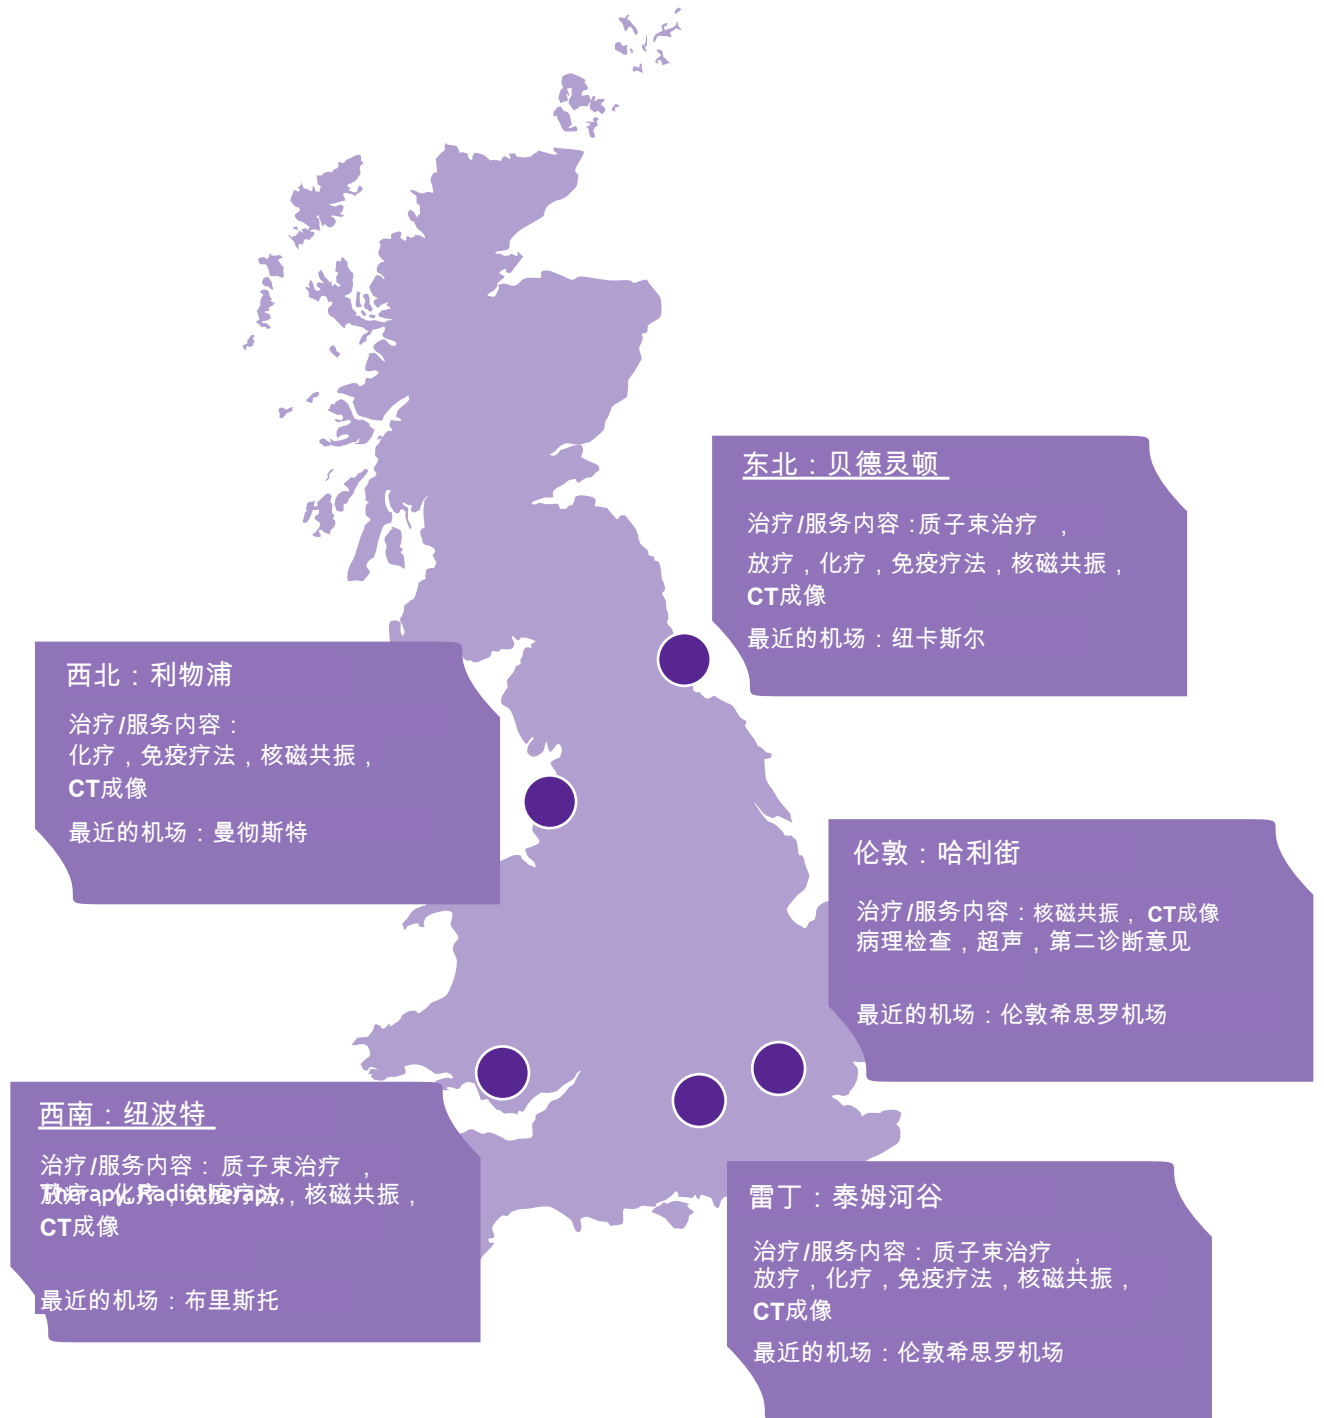 东北：贝德灵顿
治疗/服务内容：质子束治疗，
放疗，化疗，免疫疗法，核磁共振，
CT成像
最近的机场：纽卡斯尔
西北：利物浦
治疗/服务内容：
化疗，免疫疗法，核磁共振，
CT成像
最近的机场：曼彻斯特
伦敦：哈利街
治疗/服务内容：核磁共振，CT成像
病理检查，超声，第二诊断意见
最近的机场：伦敦希思罗机场
西南：纽波特
治疗/服务内容：质子束治疗，
放疗，化疗，免疫疗法，核磁共振，
Therapy, Radiotherapy,
CT成像
最近的机场：布里斯托
雷丁：泰姆河谷
治疗/服务内容：质子束治疗，
放疗，化疗，免疫疗法，核磁共振，
CT成像
最近的机场：伦敦希思罗机场